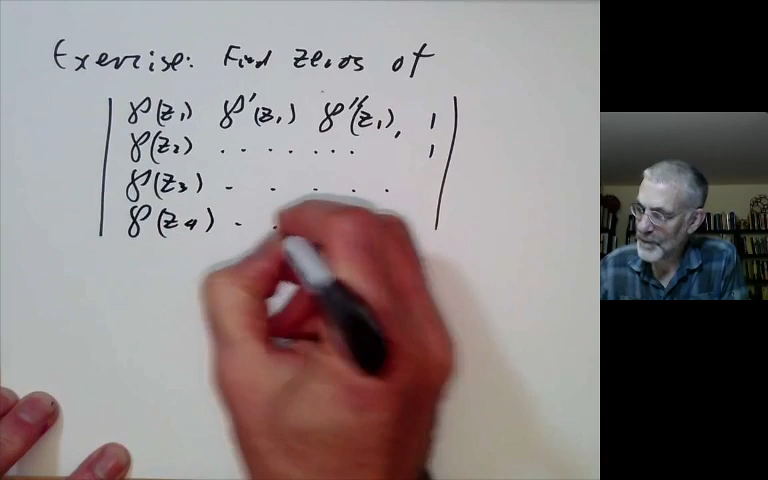 Exercise: Find zeros of
| ℘(z₁) ℘'(z₁) ℘''(z₁), 1 |
℘(z₂) . . . . . . . 1
℘(z₃) . . . . .
℘(z₄) . .